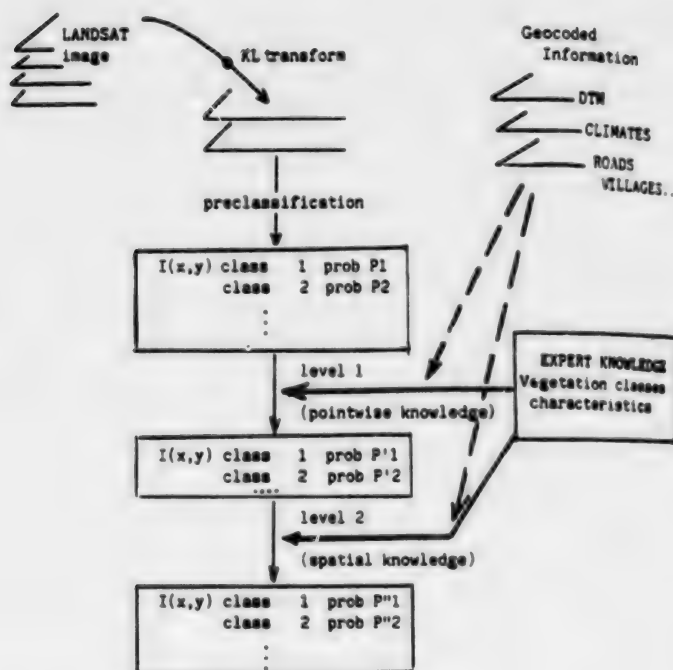 LANDSAT
image
KL transform
Geocoded
Information
DTM
CLIMATES
ROADS
VILLAGES..
preclassification
I(x,y) class 1 prob P1
class 2 prob P2
⋮
level 1
(pointwise knowledge)
EXPERT KNOWLEDGE
Vegetation classes
characteristics
I(x,y) class 1 prob P'1
class 2 prob P'2
....
level 2
(spatial knowledge)
I(x,y) class 1 prob P"1
class 2 prob P"2
⋮